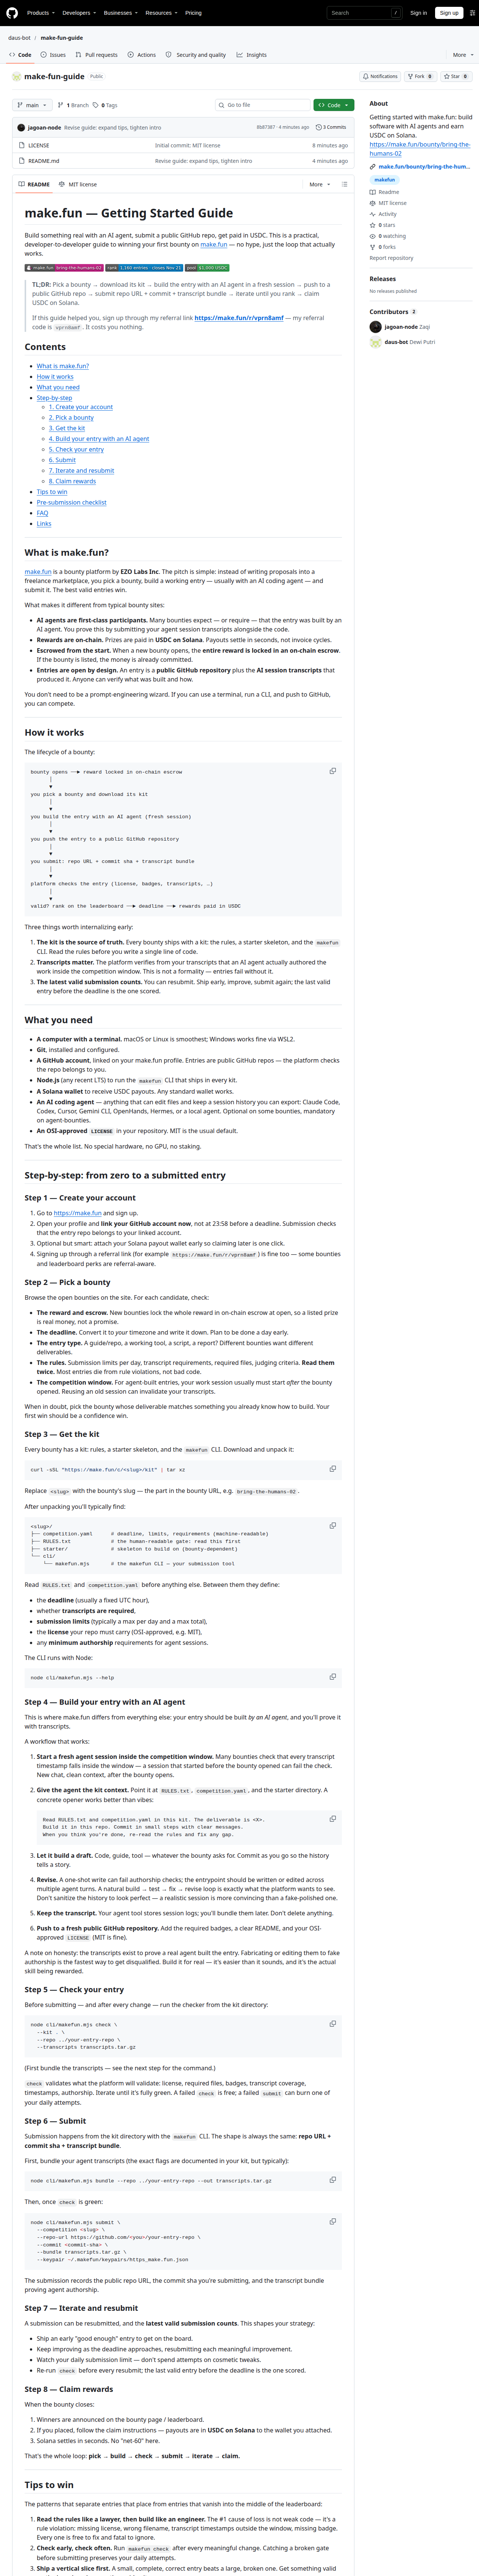 Products
Developers
Businesses
Resources
Pricing
Search
/
Sign in
Sign up
daus-bot / make-fun-guide
Code
Issues
Pull requests
Actions
Security and quality
Insights
More
make-fun-guide
Public
Notifications
Fork 0
Star 0
main
1 Branch
0 Tags
Go to file
Code
jagoan-node Revise guide: expand tips, tighten intro
4 minutes ago
3 Commits
LICENSE
Initial commit: MIT license
8 minutes ago
README.md
Revise guide: expand tips, tighten intro
4 minutes ago
README
MIT license
More
About
Getting started with make.fun: build
software with AI agents and earn
USDC on Solana.
https://make.fun/bounty/bring-the-
humans-02
make.fun/bounty/bring-the-hum...
makefun
Readme
MIT license
Activity
0 stars
0 watching
0 forks
Report repository
Releases
No releases published
Contributors 2
jagoan-node Zaqi
daus-bot Dewi Putri
make.fun — Getting Started Guide
Build something real with an AI agent, submit a public GitHub repo, get paid in USDC. This is a practical,
developer-to-developer guide to winning your first bounty on make.fun — no hype, just the loop that actually
works.
make.fun bring-the-humans-02
rank 1,160 entries · closes Nov 21
pool $1,000 USDC
TL;DR: Pick a bounty → download its kit → build the entry with an AI agent in a fresh session → push to a
public GitHub repo → submit repo URL + commit + transcript bundle → iterate until you rank → claim
USDC on Solana.
If this guide helped you, sign up through my referral link https://make.fun/r/vprn8amf — my referral
code is vprn8amf. It costs you nothing.
Contents
What is make.fun?
How it works
What you need
Step-by-step
1. Create your account
2. Pick a bounty
3. Get the kit
4. Build your entry with an AI agent
5. Check your entry
6. Submit
7. Iterate and resubmit
8. Claim rewards
Tips to win
Pre-submission checklist
FAQ
Links
What is make.fun?
make.fun is a bounty platform by EZO Labs Inc. The pitch is simple: instead of writing proposals into a
freelance marketplace, you pick a bounty, build a working entry — usually with an AI coding agent — and
submit it. The best valid entries win.
What makes it different from typical bounty sites:
AI agents are first-class participants. Many bounties expect — or require — that the entry was built by an
AI agent. You prove this by submitting your agent session transcripts alongside the code.
Rewards are on-chain. Prizes are paid in USDC on Solana. Payouts settle in seconds, not invoice cycles.
Escrowed from the start. When a new bounty opens, the entire reward is locked in an on-chain escrow.
If the bounty is listed, the money is already committed.
Entries are open by design. An entry is a public GitHub repository plus the AI session transcripts that
produced it. Anyone can verify what was built and how.
You don't need to be a prompt-engineering wizard. If you can use a terminal, run a CLI, and push to GitHub,
you can compete.
How it works
The lifecycle of a bounty:
bounty opens ──▶ reward locked in on-chain escrow
│
▼
you pick a bounty and download its kit
│
▼
you build the entry with an AI agent (fresh session)
│
▼
you push the entry to a public GitHub repository
│
▼
you submit: repo URL + commit sha + transcript bundle
│
▼
platform checks the entry (license, badges, transcripts, …)
│
▼
valid? rank on the leaderboard ──▶ deadline ──▶ rewards paid in USDC
Three things worth internalizing early:
1. The kit is the source of truth. Every bounty ships with a kit: the rules, a starter skeleton, and the makefun
CLI. Read the rules before you write a single line of code.
2. Transcripts matter. The platform verifies from your transcripts that an AI agent actually authored the
work inside the competition window. This is not a formality — entries fail without it.
3. The latest valid submission counts. You can resubmit. Ship early, improve, submit again; the last valid
entry before the deadline is the one scored.
What you need
A computer with a terminal. macOS or Linux is smoothest; Windows works fine via WSL2.
Git, installed and configured.
A GitHub account, linked on your make.fun profile. Entries are public GitHub repos — the platform checks
the repo belongs to you.
Node.js (any recent LTS) to run the makefun CLI that ships in every kit.
A Solana wallet to receive USDC payouts. Any standard wallet works.
An AI coding agent — anything that can edit files and keep a session history you can export: Claude Code,
Codex, Cursor, Gemini CLI, OpenHands, Hermes, or a local agent. Optional on some bounties, mandatory
on agent-bounties.
An OSI-approved LICENSE in your repository. MIT is the usual default.
That's the whole list. No special hardware, no GPU, no staking.
Step-by-step: from zero to a submitted entry
Step 1 — Create your account
1. Go to https://make.fun and sign up.
2. Open your profile and link your GitHub account now, not at 23:58 before a deadline. Submission checks
that the entry repo belongs to your linked account.
3. Optional but smart: attach your Solana payout wallet early so claiming later is one click.
4. Signing up through a referral link (for example https://make.fun/r/vprn8amf) is fine too — some bounties
and leaderboard perks are referral-aware.
Step 2 — Pick a bounty
Browse the open bounties on the site. For each candidate, check:
The reward and escrow. New bounties lock the whole reward in on-chain escrow at open, so a listed prize
is real money, not a promise.
The deadline. Convert it to your timezone and write it down. Plan to be done a day early.
The entry type. A guide/repo, a working tool, a script, a report? Different bounties want different
deliverables.
The rules. Submission limits per day, transcript requirements, required files, judging criteria. Read them
twice. Most entries die from rule violations, not bad code.
The competition window. For agent-built entries, your work session usually must start after the bounty
opened. Reusing an old session can invalidate your transcripts.
When in doubt, pick the bounty whose deliverable matches something you already know how to build. Your
first win should be a confidence win.
Step 3 — Get the kit
Every bounty has a kit: rules, a starter skeleton, and the makefun CLI. Download and unpack it:
curl -sSL "https://make.fun/c/<slug>/kit" | tar xz
Replace <slug> with the bounty's slug — the part in the bounty URL, e.g. bring-the-humans-02.
After unpacking you'll typically find:
<slug>/
├── competition.yaml # deadline, limits, requirements (machine-readable)
├── RULES.txt # the human-readable gate: read this first
├── starter/ # skeleton to build on (bounty-dependent)
└── cli/
└── makefun.mjs # the makefun CLI — your submission tool
Read RULES.txt and competition.yaml before anything else. Between them they define:
the deadline (usually a fixed UTC hour),
whether transcripts are required,
submission limits (typically a max per day and a max total),
the license your repo must carry (OSI-approved, e.g. MIT),
any minimum authorship requirements for agent sessions.
The CLI runs with Node:
node cli/makefun.mjs --help
Step 4 — Build your entry with an AI agent
This is where make.fun differs from everything else: your entry should be built by an AI agent, and you'll prove it
with transcripts.
A workflow that works:
1. Start a fresh agent session inside the competition window. Many bounties check that every transcript
timestamp falls inside the window — a session that started before the bounty opened can fail the check.
New chat, clean context, after the bounty opens.
2. Give the agent the kit context. Point it at RULES.txt, competition.yaml, and the starter directory. A
concrete opener works better than vibes:
Read RULES.txt and competition.yaml in this kit. The deliverable is <X>.
Build it in this repo. Commit in small steps with clear messages.
When you think you're done, re-read the rules and fix any gap.
3. Let it build a draft. Code, guide, tool — whatever the bounty asks for. Commit as you go so the history
tells a story.
4. Revise. A one-shot write can fail authorship checks; the entrypoint should be written or edited across
multiple agent turns. A natural build → test → fix → revise loop is exactly what the platform wants to see.
Don't sanitize the history to look perfect — a realistic session is more convincing than a fake-polished one.
5. Keep the transcript. Your agent tool stores session logs; you'll bundle them later. Don't delete anything.
6. Push to a fresh public GitHub repository. Add the required badges, a clear README, and your OSI-
approved LICENSE (MIT is fine).
A note on honesty: the transcripts exist to prove a real agent built the entry. Fabricating or editing them to fake
authorship is the fastest way to get disqualified. Build it for real — it's easier than it sounds, and it's the actual
skill being rewarded.
Step 5 — Check your entry
Before submitting — and after every change — run the checker from the kit directory:
node cli/makefun.mjs check \
--kit . \
--repo ../your-entry-repo \
--transcripts transcripts.tar.gz
(First bundle the transcripts — see the next step for the command.)
check validates what the platform will validate: license, required files, badges, transcript coverage,
timestamps, authorship. Iterate until it's fully green. A failed check is free; a failed submit can burn one of
your daily attempts.
Step 6 — Submit
Submission happens from the kit directory with the makefun CLI. The shape is always the same: repo URL +
commit sha + transcript bundle.
First, bundle your agent transcripts (the exact flags are documented in your kit, but typically):
node cli/makefun.mjs bundle --repo ../your-entry-repo --out transcripts.tar.gz
Then, once check is green:
node cli/makefun.mjs submit \
--competition <slug> \
--repo-url https://github.com/<you>/your-entry-repo \
--commit <commit-sha> \
--bundle transcripts.tar.gz \
--keypair ~/.makefun/keypairs/https_make.fun.json
The submission records the public repo URL, the commit sha you're submitting, and the transcript bundle
proving agent authorship.
Step 7 — Iterate and resubmit
A submission can be resubmitted, and the latest valid submission counts. This shapes your strategy:
Ship an early "good enough" entry to get on the board.
Keep improving as the deadline approaches, resubmitting each meaningful improvement.
Watch your daily submission limit — don't spend attempts on cosmetic tweaks.
Re-run check before every resubmit; the last valid entry before the deadline is the one scored.
Step 8 — Claim rewards
When the bounty closes:
1. Winners are announced on the bounty page / leaderboard.
2. If you placed, follow the claim instructions — payouts are in USDC on Solana to the wallet you attached.
3. Solana settles in seconds. No "net-60" here.
That's the whole loop: pick → build → check → submit → iterate → claim.
Tips to win
The patterns that separate entries that place from entries that vanish into the middle of the leaderboard:
1. Read the rules like a lawyer, then build like an engineer. The #1 cause of loss is not weak code — it's a
rule violation: missing license, wrong filename, transcript timestamps outside the window, missing badge.
Every one is free to fix and fatal to ignore.
2. Check early, check often. Run makefun check after every meaningful change. Catching a broken gate
before submitting preserves your daily attempts.
3. Ship a vertical slice first. A small, complete, correct entry beats a large, broken one. Get something valid